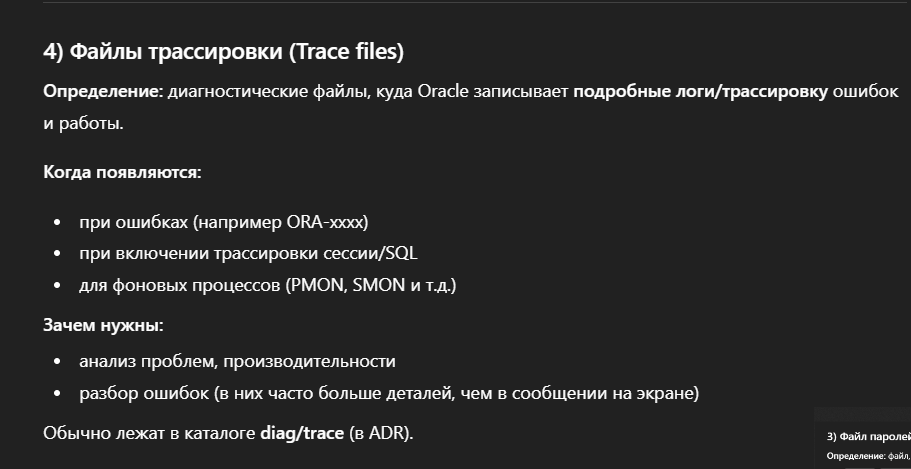 4) Файлы трассировки (Trace files)
Определение: диагностические файлы, куда Oracle записывает подробные логи/трассировку ошибок
и работы.
Когда появляются:
• при ошибках (например ORA-xxxx)
• при включении трассировки сессии/SQL
• для фоновых процессов (PMON, SMON и т.д.)
Зачем нужны:
• анализ проблем, производительности
• разбор ошибок (в них часто больше деталей, чем в сообщении на экране)
Обычно лежат в каталоге diag/trace (в ADR).
3) Файл паролей
Определение: файл,